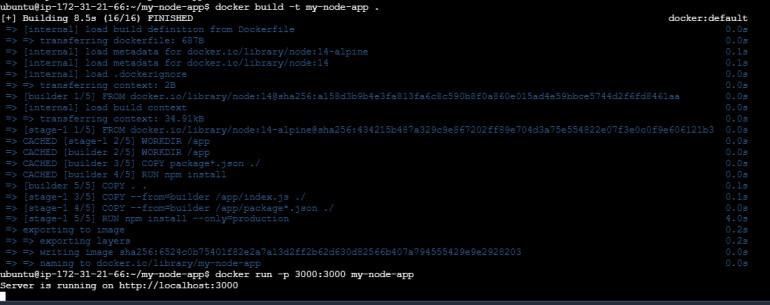 ubuntu@ip-172-31-21-66:~/my-node-app$ docker build -t my-node-app .
[+] Building 8.5s (16/16) FINISHED docker:default
=> [internal] load build definition from Dockerfile 0.0s
=> => transferring dockerfile: 687B 0.0s
=> [internal] load metadata for docker.io/library/node:14-alpine 0.1s
=> [internal] load metadata for docker.io/library/node:14 0.1s
=> [internal] load .dockerignore 0.0s
=> => transferring context: 2B 0.0s
=> [builder 1/5] FROM docker.io/library/node:14@sha256:a158d3b9b4e3fa813fa6c8c590b8f0a860e015ad4e59bbce5744d2f6fd8461aa 0.0s
=> [internal] load build context 0.0s
=> => transferring context: 34.91kB 0.0s
=> [stage-1 1/5] FROM docker.io/library/node:14-alpine@sha256:434215b487a329c9e867202ff89e704d3a75e554822e07f3e0c0f9e606121b3 0.0s
=> CACHED [stage-1 2/5] WORKDIR /app 0.0s
=> CACHED [builder 2/5] WORKDIR /app 0.0s
=> CACHED [builder 3/5] COPY package*.json ./ 0.0s
=> CACHED [builder 4/5] RUN npm install 0.0s
=> [builder 5/5] COPY . . 0.1s
=> [stage-1 3/5] COPY --from=builder /app/index.js ./ 0.1s
=> [stage-1 4/5] COPY --from=builder /app/package*.json ./ 0.0s
=> [stage-1 5/5] RUN npm install --only=production 4.0s
=> exporting to image 0.2s
=> => exporting layers 0.2s
=> => writing image sha256:6524c0b75401f82e2a7a13d2ff2b62d630d82566b407a794555429e9e2928203 0.0s
=> => naming to docker.io/library/my-node-app 0.0s
ubuntu@ip-172-31-21-66:~/my-node-app$ docker run -p 3000:3000 my-node-app
Server is running on http://localhost:3000